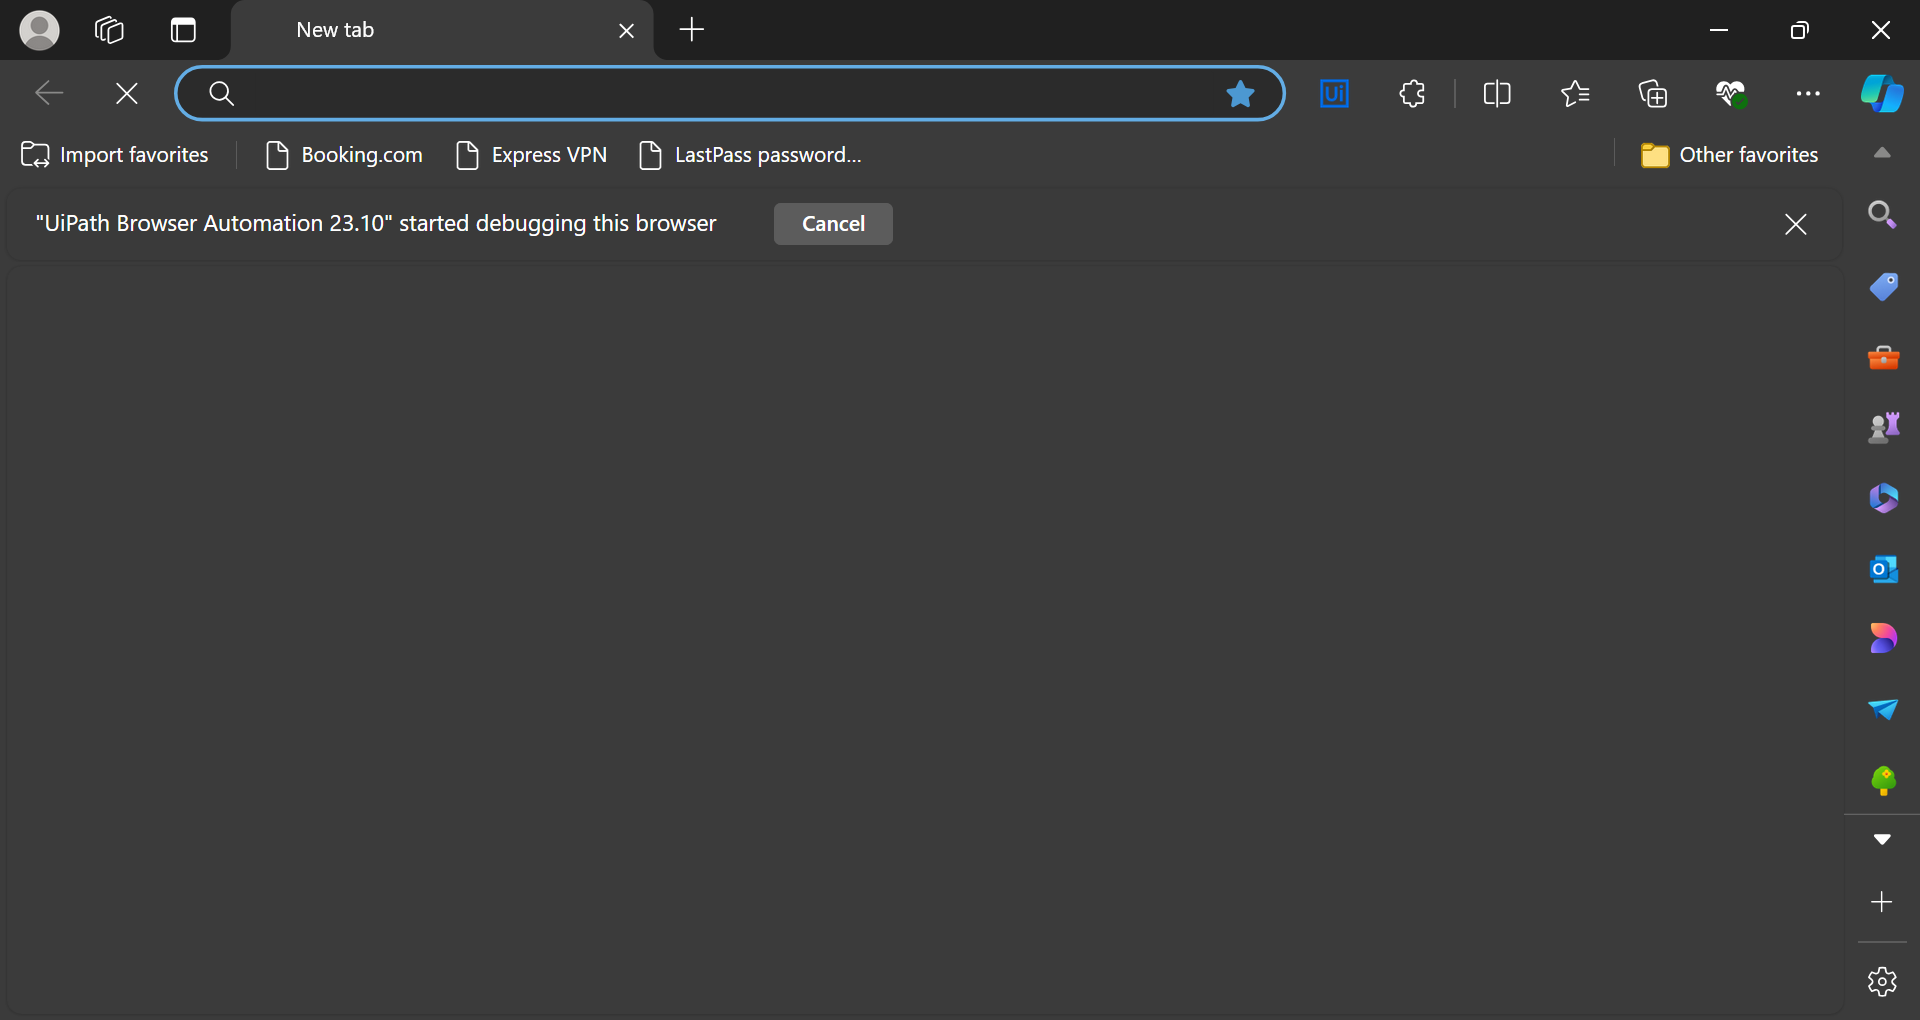 New tab
Ui
Import favorites
Booking.com
Express VPN
LastPass password...
Other favorites
"UiPath Browser Automation 23.10" started debugging this browser
Cancel